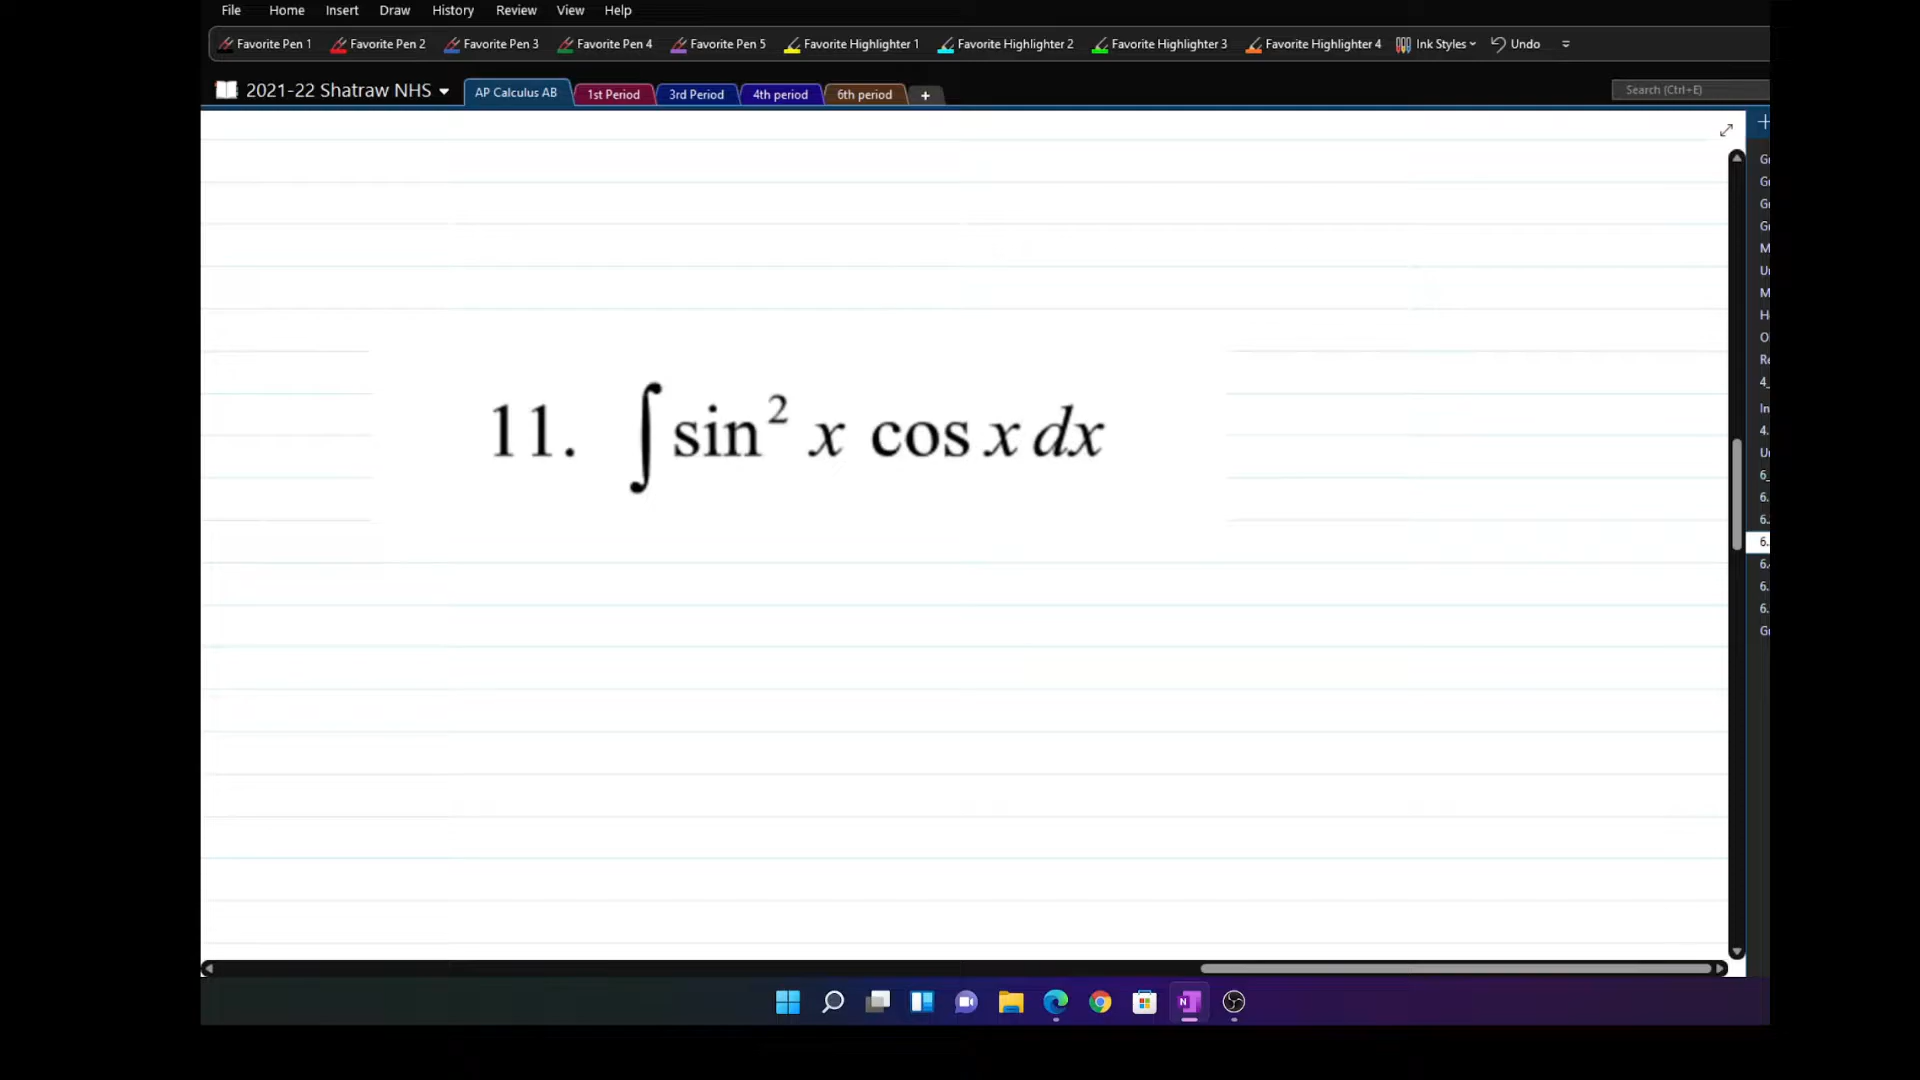 File Home Insert Draw History Review View Help
Favorite Pen 1 Favorite Pen 2 Favorite Pen 3 Favorite Pen 4 Favorite Pen 5 Favorite Highlighter 1 Favorite Highlighter 2 Favorite Highlighter 3 Favorite Highlighter 4 Ink Styles Undo
2021-22 Shatraw NHS AP Calculus AB 1st Period 3rd Period 4th period 6th period + Search (Ctrl+E)
11. ∫ sin² x cos x dx